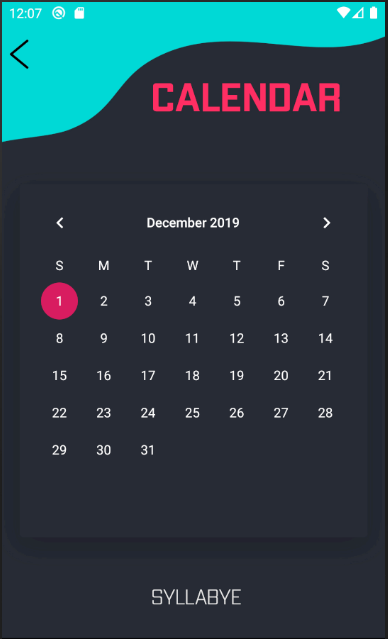 12:07
CALENDAR
December 2019
S M T W T F S
1 2 3 4 5 6 7
8 9 10 11 12 13 14
15 16 17 18 19 20 21
22 23 24 25 26 27 28
29 30 31
SYLLABYE